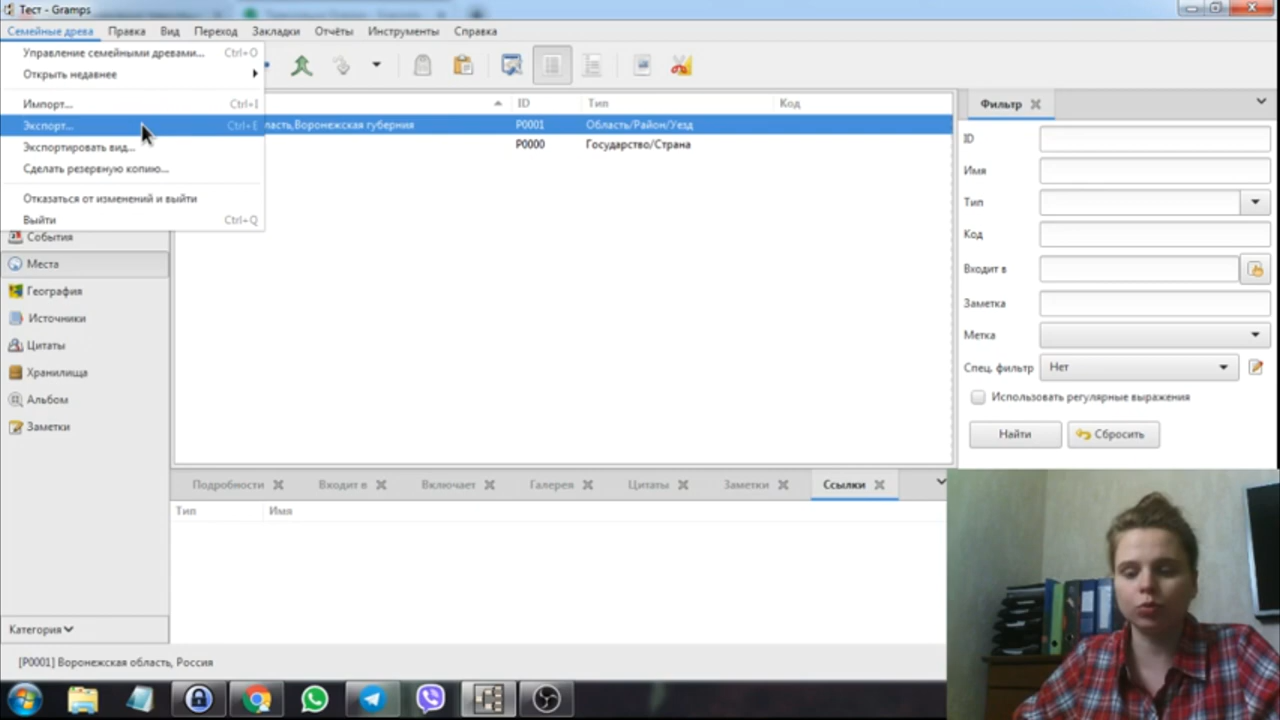 Тест - Gramps
Семейные древа Правка Вид Переход Закладки Отчёты Инструменты Справка
Управление семейными древами... Ctrl+O
Открыть недавнее
Импорт... Ctrl+I
Экспорт... Ctrl+E
Экспортировать вид...
Сделать резервную копию...
Отказаться от изменений и выйти
Выйти Ctrl+Q
ID Тип Код
ласть,Воронежская губерния P0001 Область/Район/Уезд
P0000 Государство/Страна
События
Места
География
Источники
Цитаты
Хранилища
Альбом
Заметки
Категория
Фильтр
ID
Имя
Тип
Код
Входит в
Заметка
Метка
Спец. фильтр Нет
Использовать регулярные выражения
Найти Сбросить
Подробности Входит в Включает Галерея Цитаты Заметки Ссылки
Тип Имя
[P0001] Воронежская область, Россия